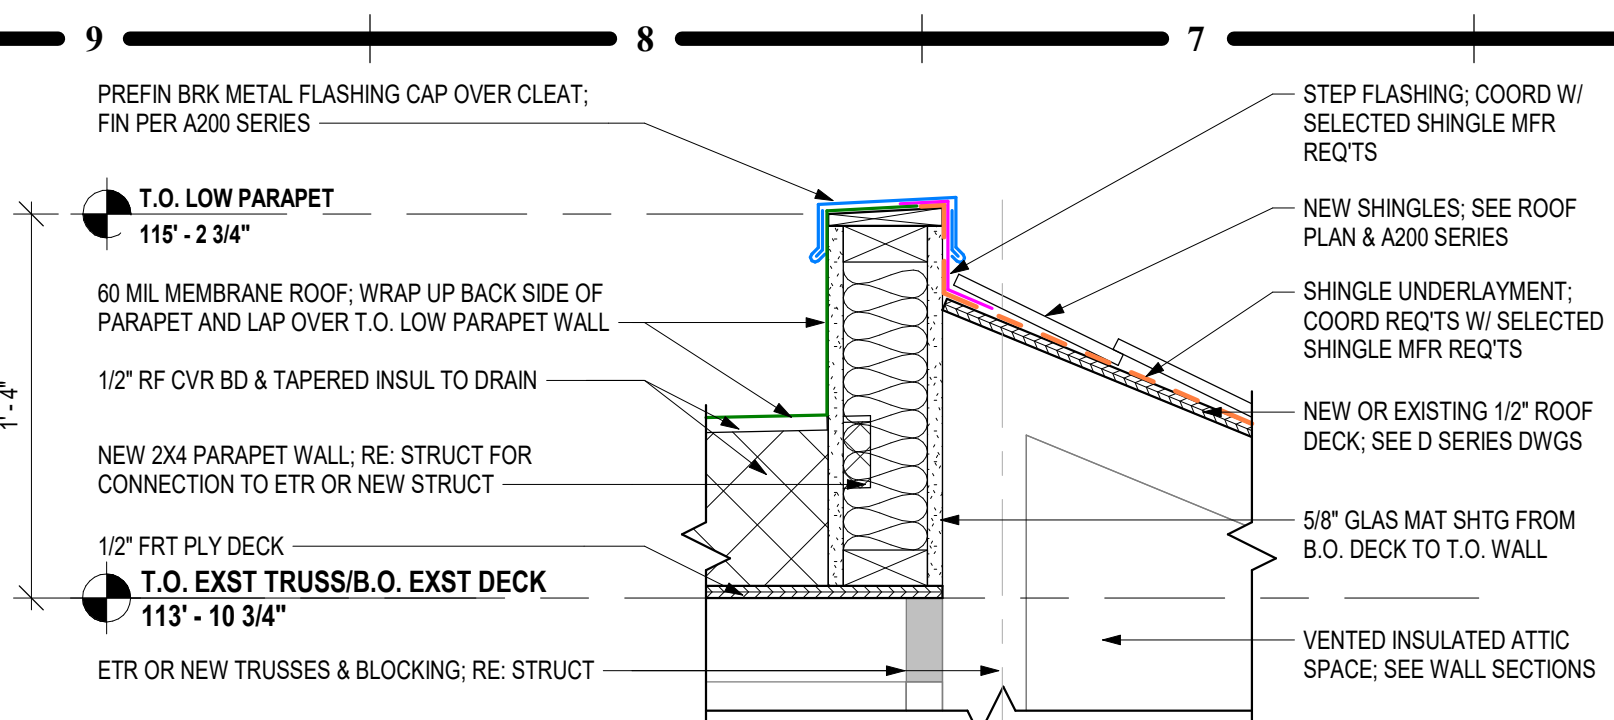 9
8
7
PREFIN BRK METAL FLASHING CAP OVER CLEAT;
FIN PER A200 SERIES
T.O. LOW PARAPET
115' - 2 3/4"
60 MIL MEMBRANE ROOF; WRAP UP BACK SIDE OF
PARAPET AND LAP OVER T.O. LOW PARAPET WALL
1/2" RF CVR BD & TAPERED INSUL TO DRAIN
1' - 4"
NEW 2X4 PARAPET WALL; RE: STRUCT FOR
CONNECTION TO ETR OR NEW STRUCT
1/2" FRT PLY DECK
T.O. EXST TRUSS/B.O. EXST DECK
113' - 10 3/4"
ETR OR NEW TRUSSES & BLOCKING; RE: STRUCT
STEP FLASHING; COORD W/
SELECTED SHINGLE MFR
REQ'TS
NEW SHINGLES; SEE ROOF
PLAN & A200 SERIES
SHINGLE UNDERLAYMENT;
COORD REQ'TS W/ SELECTED
SHINGLE MFR REQ'TS
NEW OR EXISTING 1/2" ROOF
DECK; SEE D SERIES DWGS
5/8" GLAS MAT SHTG FROM
B.O. DECK TO T.O. WALL
VENTED INSULATED ATTIC
SPACE; SEE WALL SECTIONS